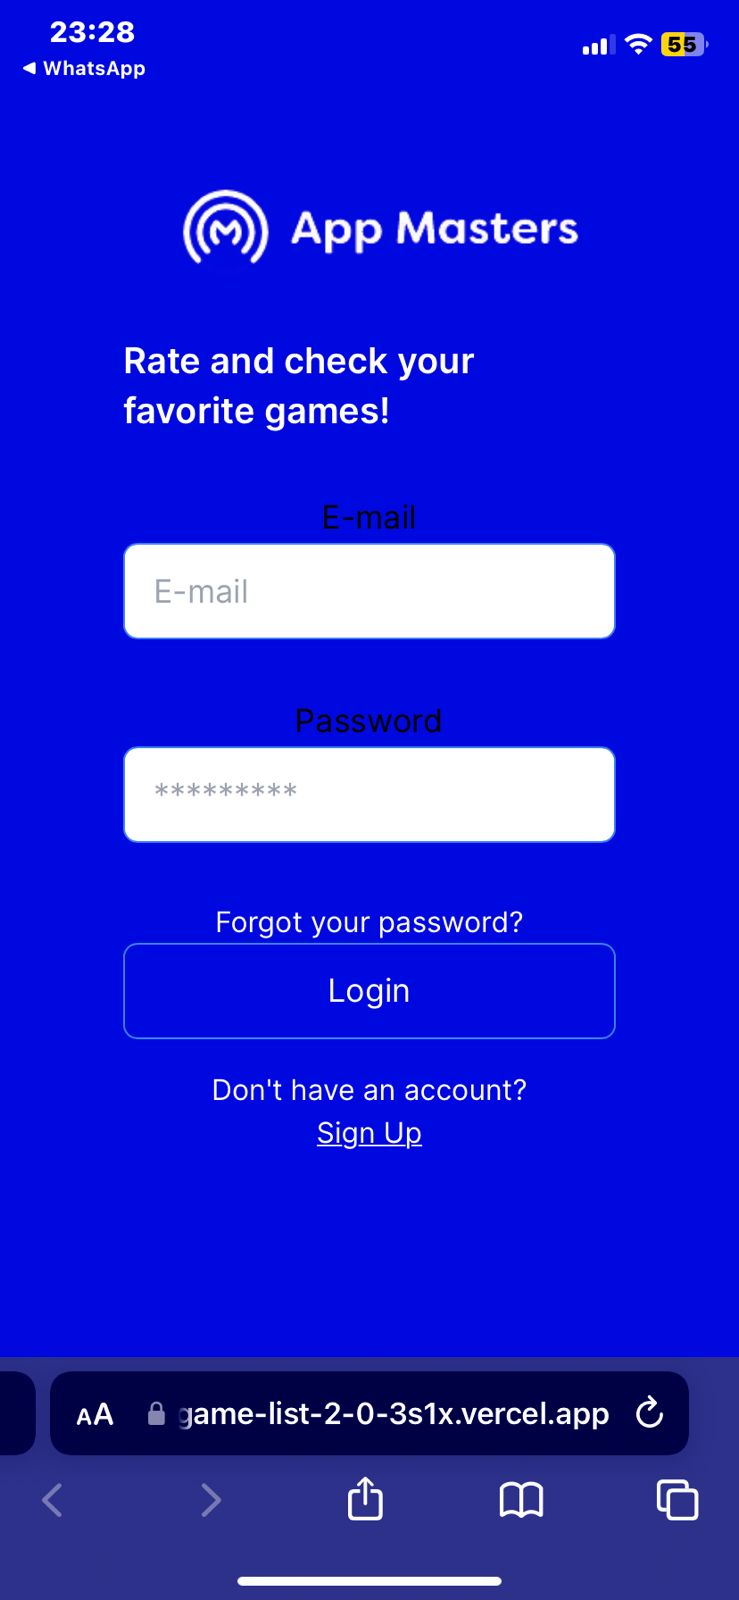 23:28
55
◀ WhatsApp
App Masters
Rate and check your
favorite games!
E-mail
E-mail
Password
*********
Forgot your password?
Login
Don't have an account?
Sign Up
AA game-list-2-0-3s1x.vercel.app